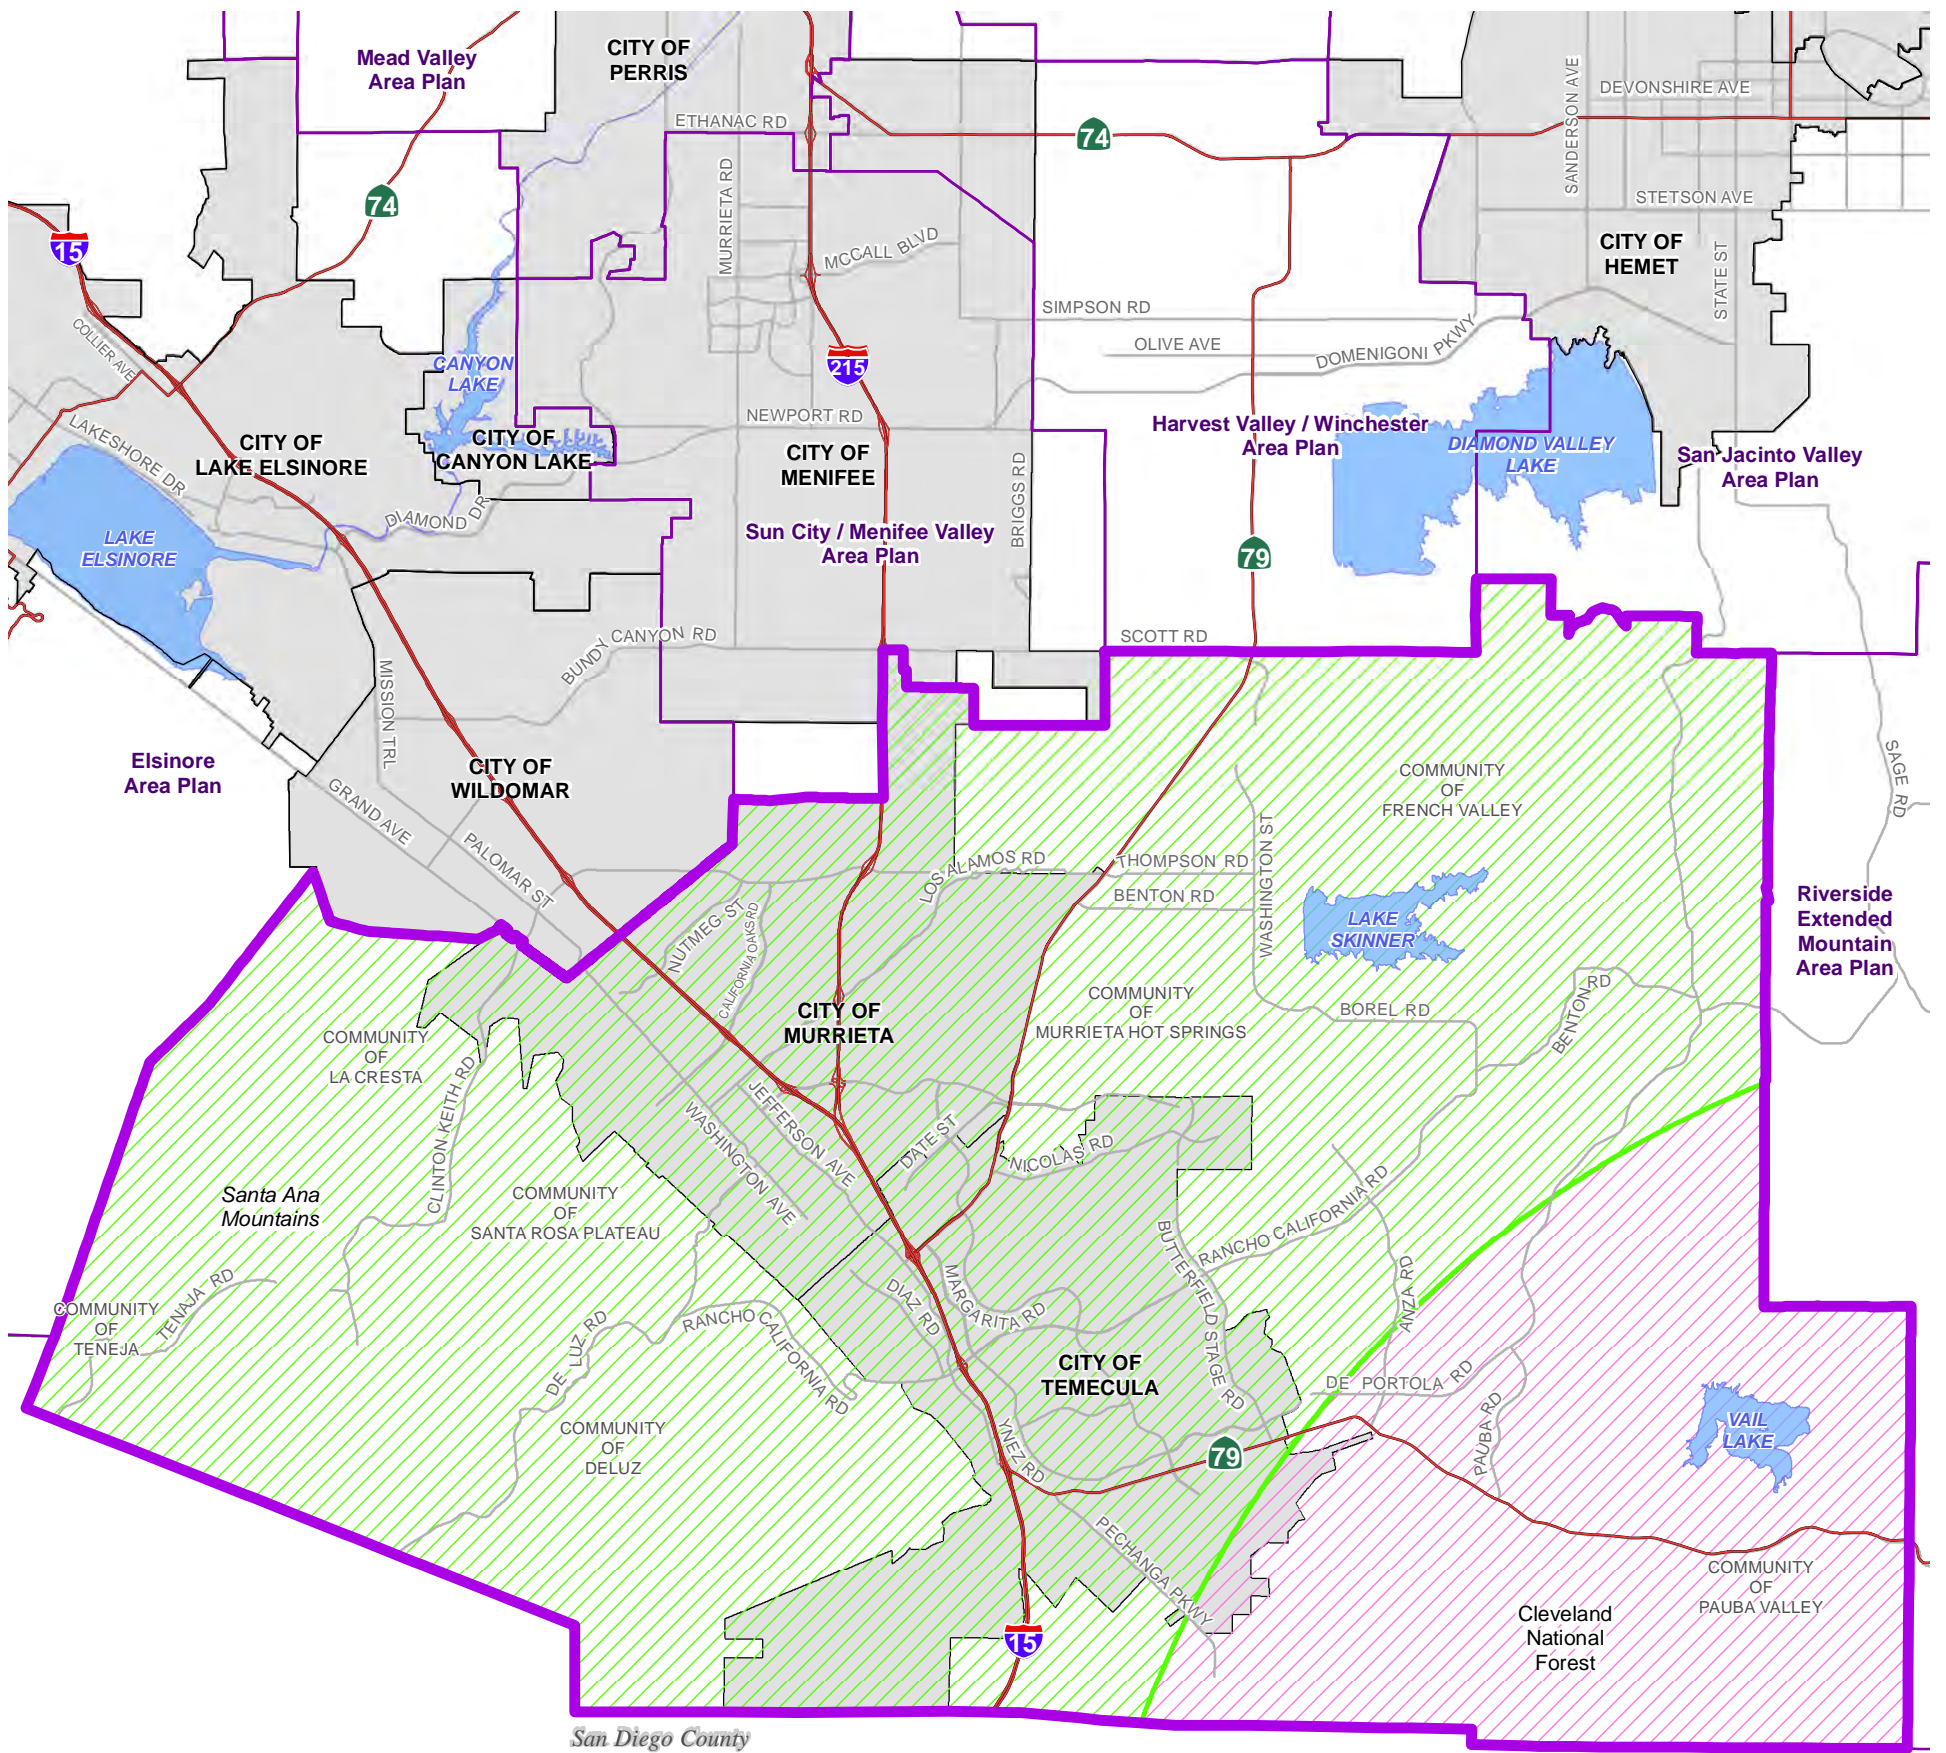 CITY OF
PERRIS
Mead Valley
Area Plan
DEVONSHIRE AVE
SANDERSON AVE
ETHANAC RD
74
MURRIETA RD
STETSON AVE
74
15
MCCALL BLVD
CITY OF
HEMET
STATE ST
SIMPSON RD
COLLIER AVE
OLIVE AVE
DOMENIGONI PKWY
CANYON
LAKE
215
NEWPORT RD
LAKESHORE DR
CITY OF
LAKE ELSINORE
CITY OF
CANYON LAKE
CITY OF
MENIFEE
Harvest Valley / Winchester
Area Plan
DIAMOND VALLEY
LAKE
San Jacinto Valley
Area Plan
BRIGGS RD
DIAMOND DR
LAKE
ELSINORE
Sun City / Menifee Valley
Area Plan
79
BUNDY CANYON RD
SCOTT RD
MISSION TRL
Elsinore
Area Plan
CITY OF
WILDOMAR
COMMUNITY
OF
FRENCH VALLEY
SAGE RD
GRAND AVE
PALOMAR ST
LOS ALAMOS RD
THOMPSON RD
WASHINGTON ST
BENTON RD
NUTMEG ST
CALIFORNIA OAKS RD
LAKE
SKINNER
Riverside
Extended
Mountain
Area Plan
CITY OF
MURRIETA
COMMUNITY
OF
MURRIETA HOT SPRINGS
BOREL RD
BENTON RD
COMMUNITY
OF
LA CRESTA
CLINTON KEITH RD
WASHINGTON AVE
JEFFERSON AVE
DATE ST
NICOLAS RD
Santa Ana
Mountains
COMMUNITY
OF
SANTA ROSA PLATEAU
RANCHO CALIFORNIA RD
BUTTERFIELD STAGE RD
ANZA RD
COMMUNITY
OF
TENEJA
TENAJA RD
DE LUZ RD
RANCHO CALIFORNIA RD
DIAZ RD
MARGARITA RD
CITY OF
TEMECULA
DE PORTOLA RD
PAUBA RD
VAIL
LAKE
COMMUNITY
OF
DELUZ
YNEZ RD
79
PECHANGA PKWY
COMMUNITY
OF
PAUBA VALLEY
Cleveland
National
Forest
15
San Diego County